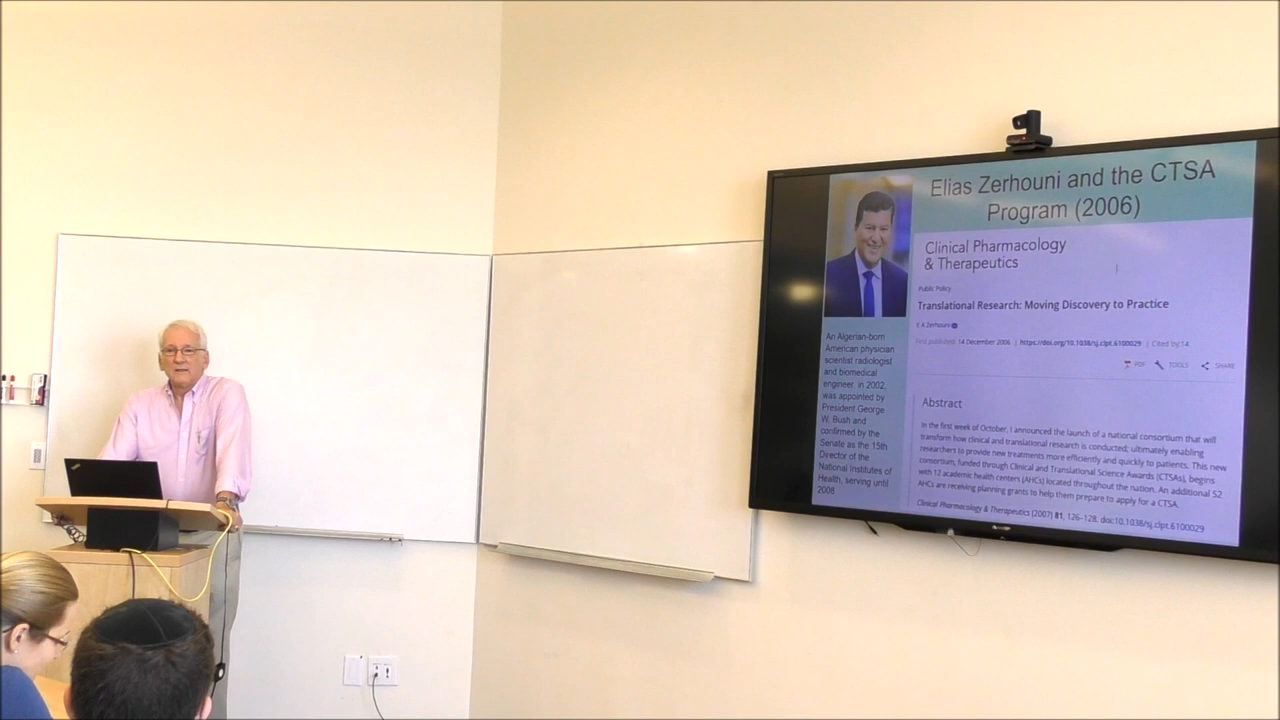 Elias Zerhouni and the CTSA
Program (2006)
An Algerian-born
American physician
scientist radiologist
and biomedical
engineer. in 2002,
was appointed by
President George
W. Bush and
confirmed by the
Senate as the 15th
Director of the
National Institutes of
Health, serving until
2008
Clinical Pharmacology
& Therapeutics
Public Policy
Translational Research: Moving Discovery to Practice
E A Zerhouni
First published: 14 December 2006 | https://doi.org/10.1038/sj.clpt.6100029 | Cited by:14
PDF TOOLS SHARE
Abstract
In the first week of October, I announced the launch of a national consortium that will
transform how clinical and translational research is conducted; ultimately enabling
researchers to provide new treatments more efficiently and quickly to patients. This new
consortium, funded through Clinical and Translational Science Awards (CTSAs), begins
with 12 academic health centers (AHCs) located throughout the nation. An additional 52
AHCs are receiving planning grants to help them prepare to apply for a CTSA.
Clinical Pharmacology & Therapeutics (2007) 81, 126–128. doi:10.1038/sj.clpt.6100029